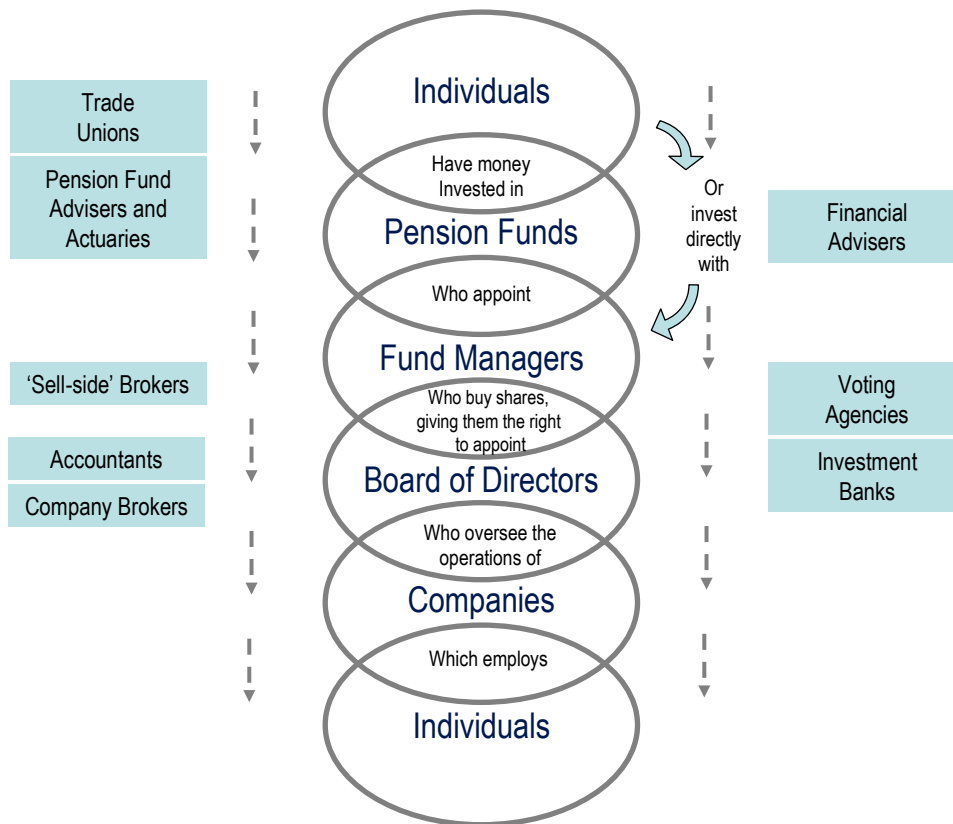 Individuals
Trade
Unions
Have money
Invested in
Pension Fund
Advisers and
Actuaries
Or
invest
directly
with
Pension Funds
Financial
Advisers
Who appoint
Fund Managers
‘Sell-side’ Brokers
Who buy shares,
giving them the right
to appoint
Voting
Agencies
Accountants
Board of Directors
Investment
Banks
Company Brokers
Who oversee the
operations of
Companies
Which employs
Individuals